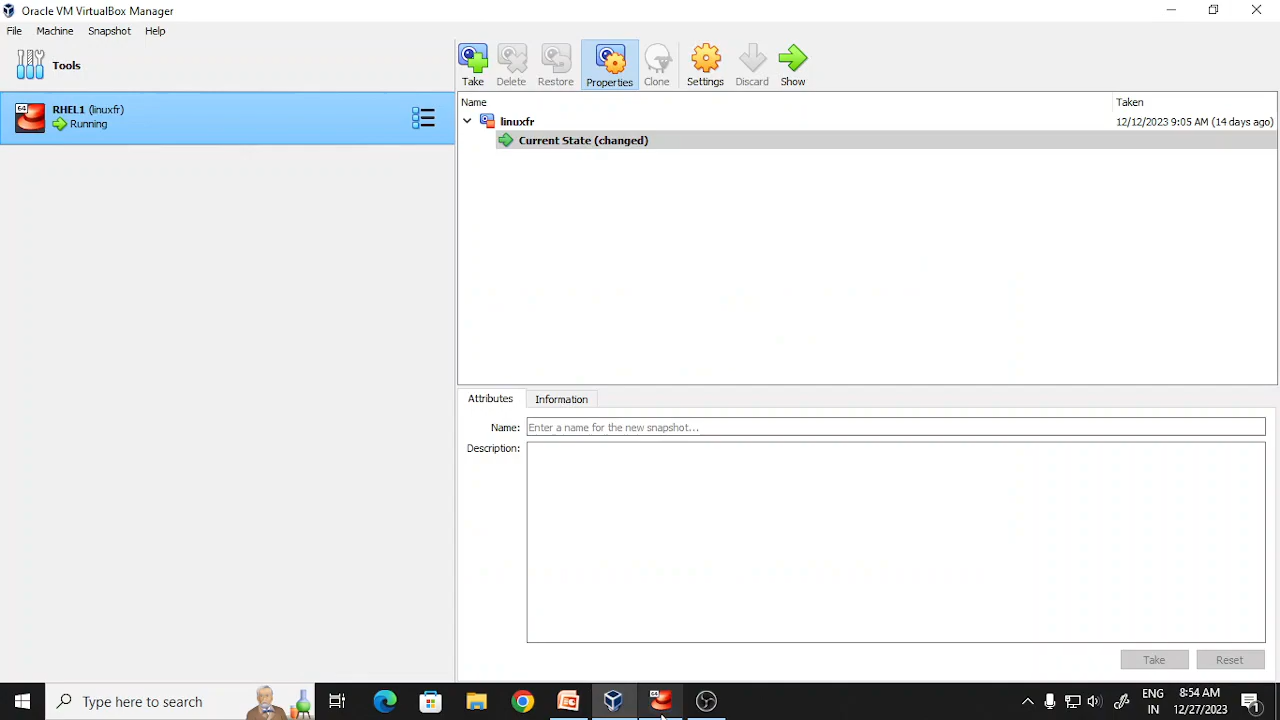 Oracle VM VirtualBox Manager
File Machine Snapshot Help
Tools
Take Delete Restore Properties Clone Settings Discard Show
64 RHEL1 (linuxfr)
Running
Name Taken
linuxfr 12/12/2023 9:05 AM (14 days ago)
Current State (changed)
Attributes Information
Name: Enter a name for the new snapshot...
Description:
Take Reset
Type here to search
64
ENG
IN
8:54 AM
12/27/2023
1